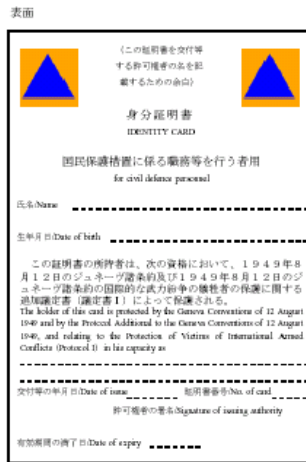 表面
（この証明書を交付等
する許可権者の名を記
載するための余白）
身分証明書
IDENTITY CARD
国民保護措置に係る職務等を行う者用
for civil defence personnel
氏名/Name
生年月日/Date of birth
この証明書の所持者は、次の資格において、１９４９年８
月１２日のジュネーヴ諸条約及び１９４９年８月１２日のジ
ュネーヴ諸条約の国際的な武力紛争の犠牲者の保護に関する
追加議定書（議定書Ⅰ）によって保護される。
The holder of this card is protected by the Geneva Conventions of 12 August
1949 and by the Protocol Additional to the Geneva Conventions of 12 August
1949, and relating to the Protection of Victims of International Armed
Conflicts (Protocol I) in his capacity as
交付等の年月日/Date of issue 証明書番号/No. of card
許可権者の署名/Signature of issuing authority
有効期間の満了日/Date of expiry